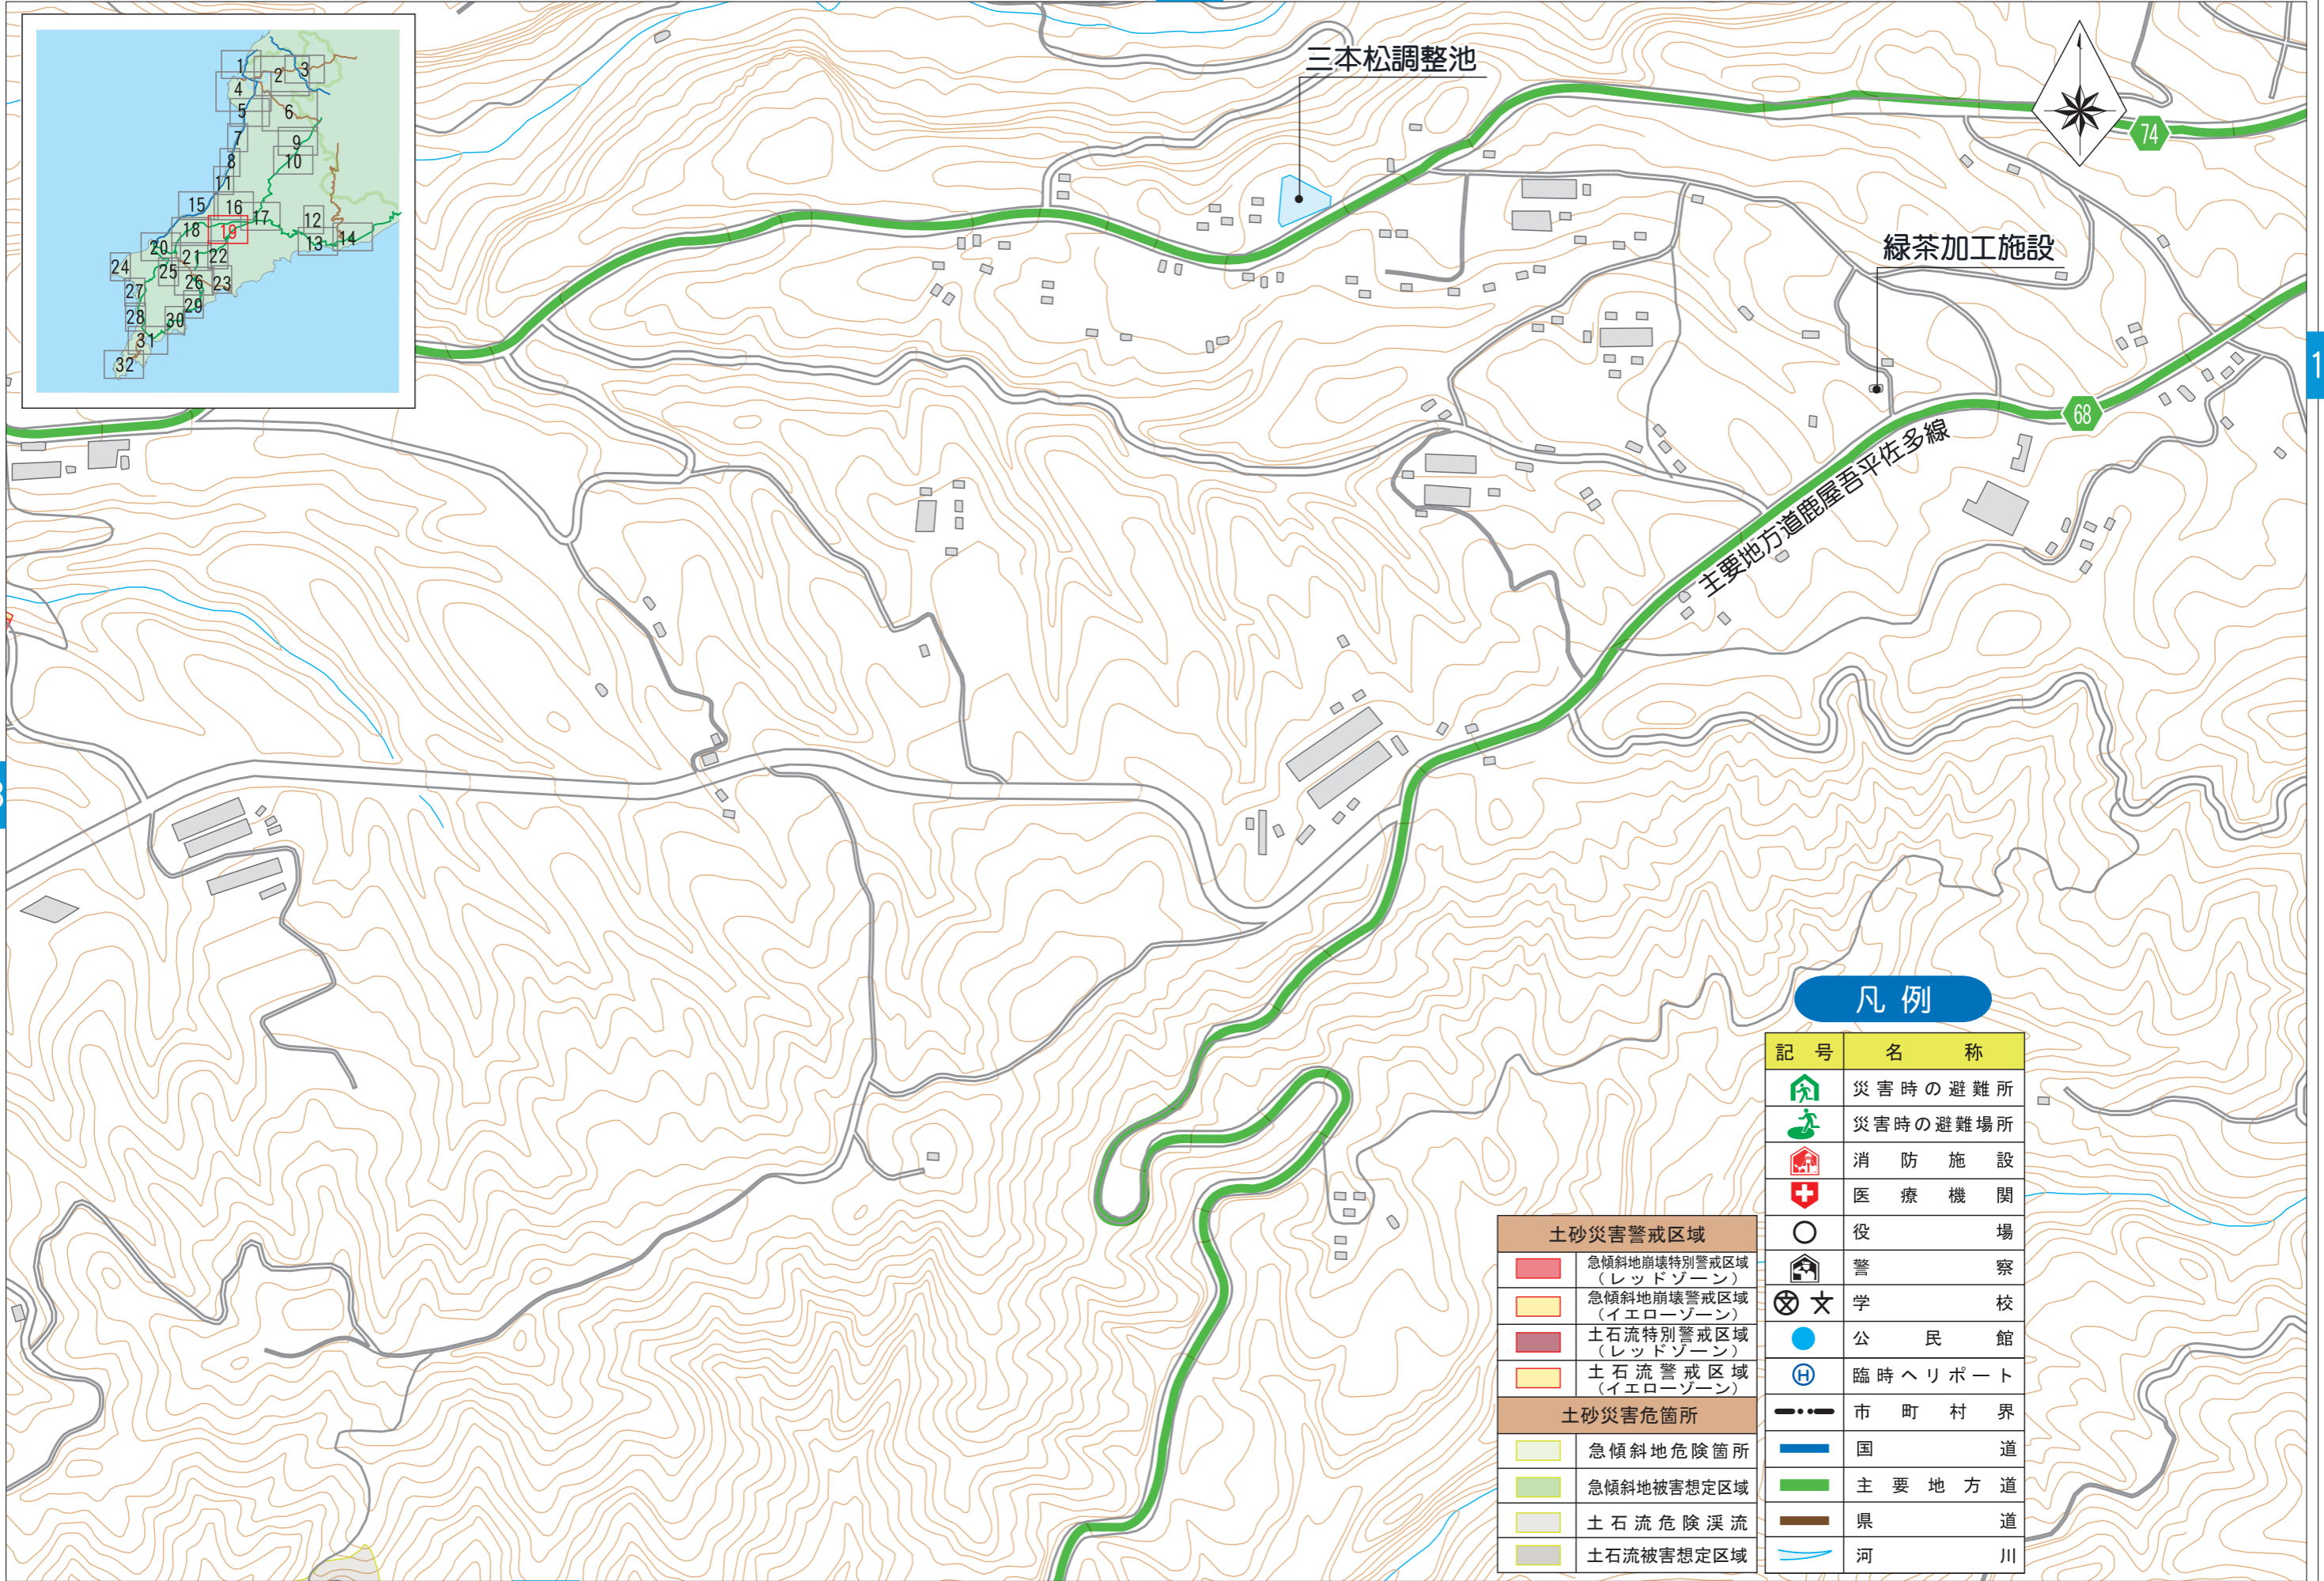 三本松調整池
74
緑茶加工施設
68
主要地方道鹿屋吾平佐多線
1
2
3
4
5
6
7
8
9
10
11
12
13
14
15
16
17
18
19
20
21
22
23
24
25
26
27
28
29
30
31
32
凡例
記号 名称
災害時の避難所
災害時の避難場所
消防施設
医療機関
役場
警察
文 学校
公民館
H 臨時ヘリポート
市町村界
国道
主要地方道
県道
河川
土砂災害警戒区域
急傾斜地崩壊特別警戒区域
(レッドゾーン)
急傾斜地崩壊警戒区域
(イエローゾーン)
土石流特別警戒区域
(レッドゾーン)
土石流警戒区域
(イエローゾーン)
土砂災害危箇所
急傾斜地危険箇所
急傾斜地被害想定区域
土石流危険渓流
土石流被害想定区域